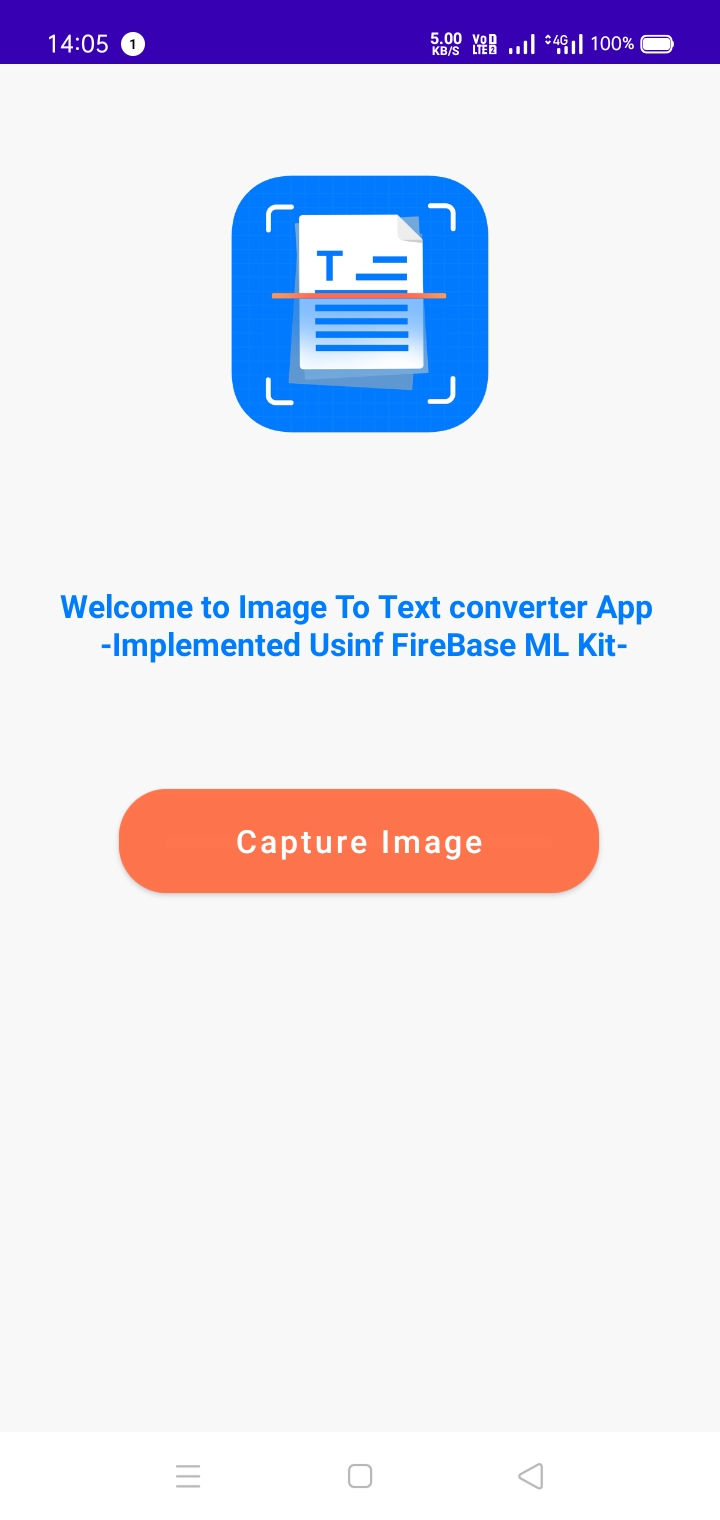 14:05 1 5.00 KB/S VoD LTE2 4G 100%
T
Welcome to Image To Text converter App
-Implemented Usinf FireBase ML Kit-
Capture Image